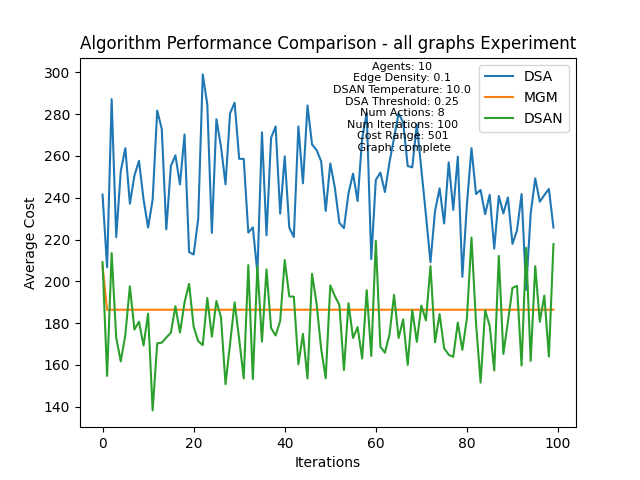 Algorithm Performance Comparison - all graphs Experiment
Agents: 10
Edge Density: 0.1
DSAN Temperature: 10.0
DSA Threshold: 0.25
Num Actions: 8
Num Iterations: 100
Cost Range: 501
Graph: complete
DSA
MGM
DSAN
Average Cost
300
280
260
240
220
200
180
160
140
0
20
40
60
80
100
Iterations